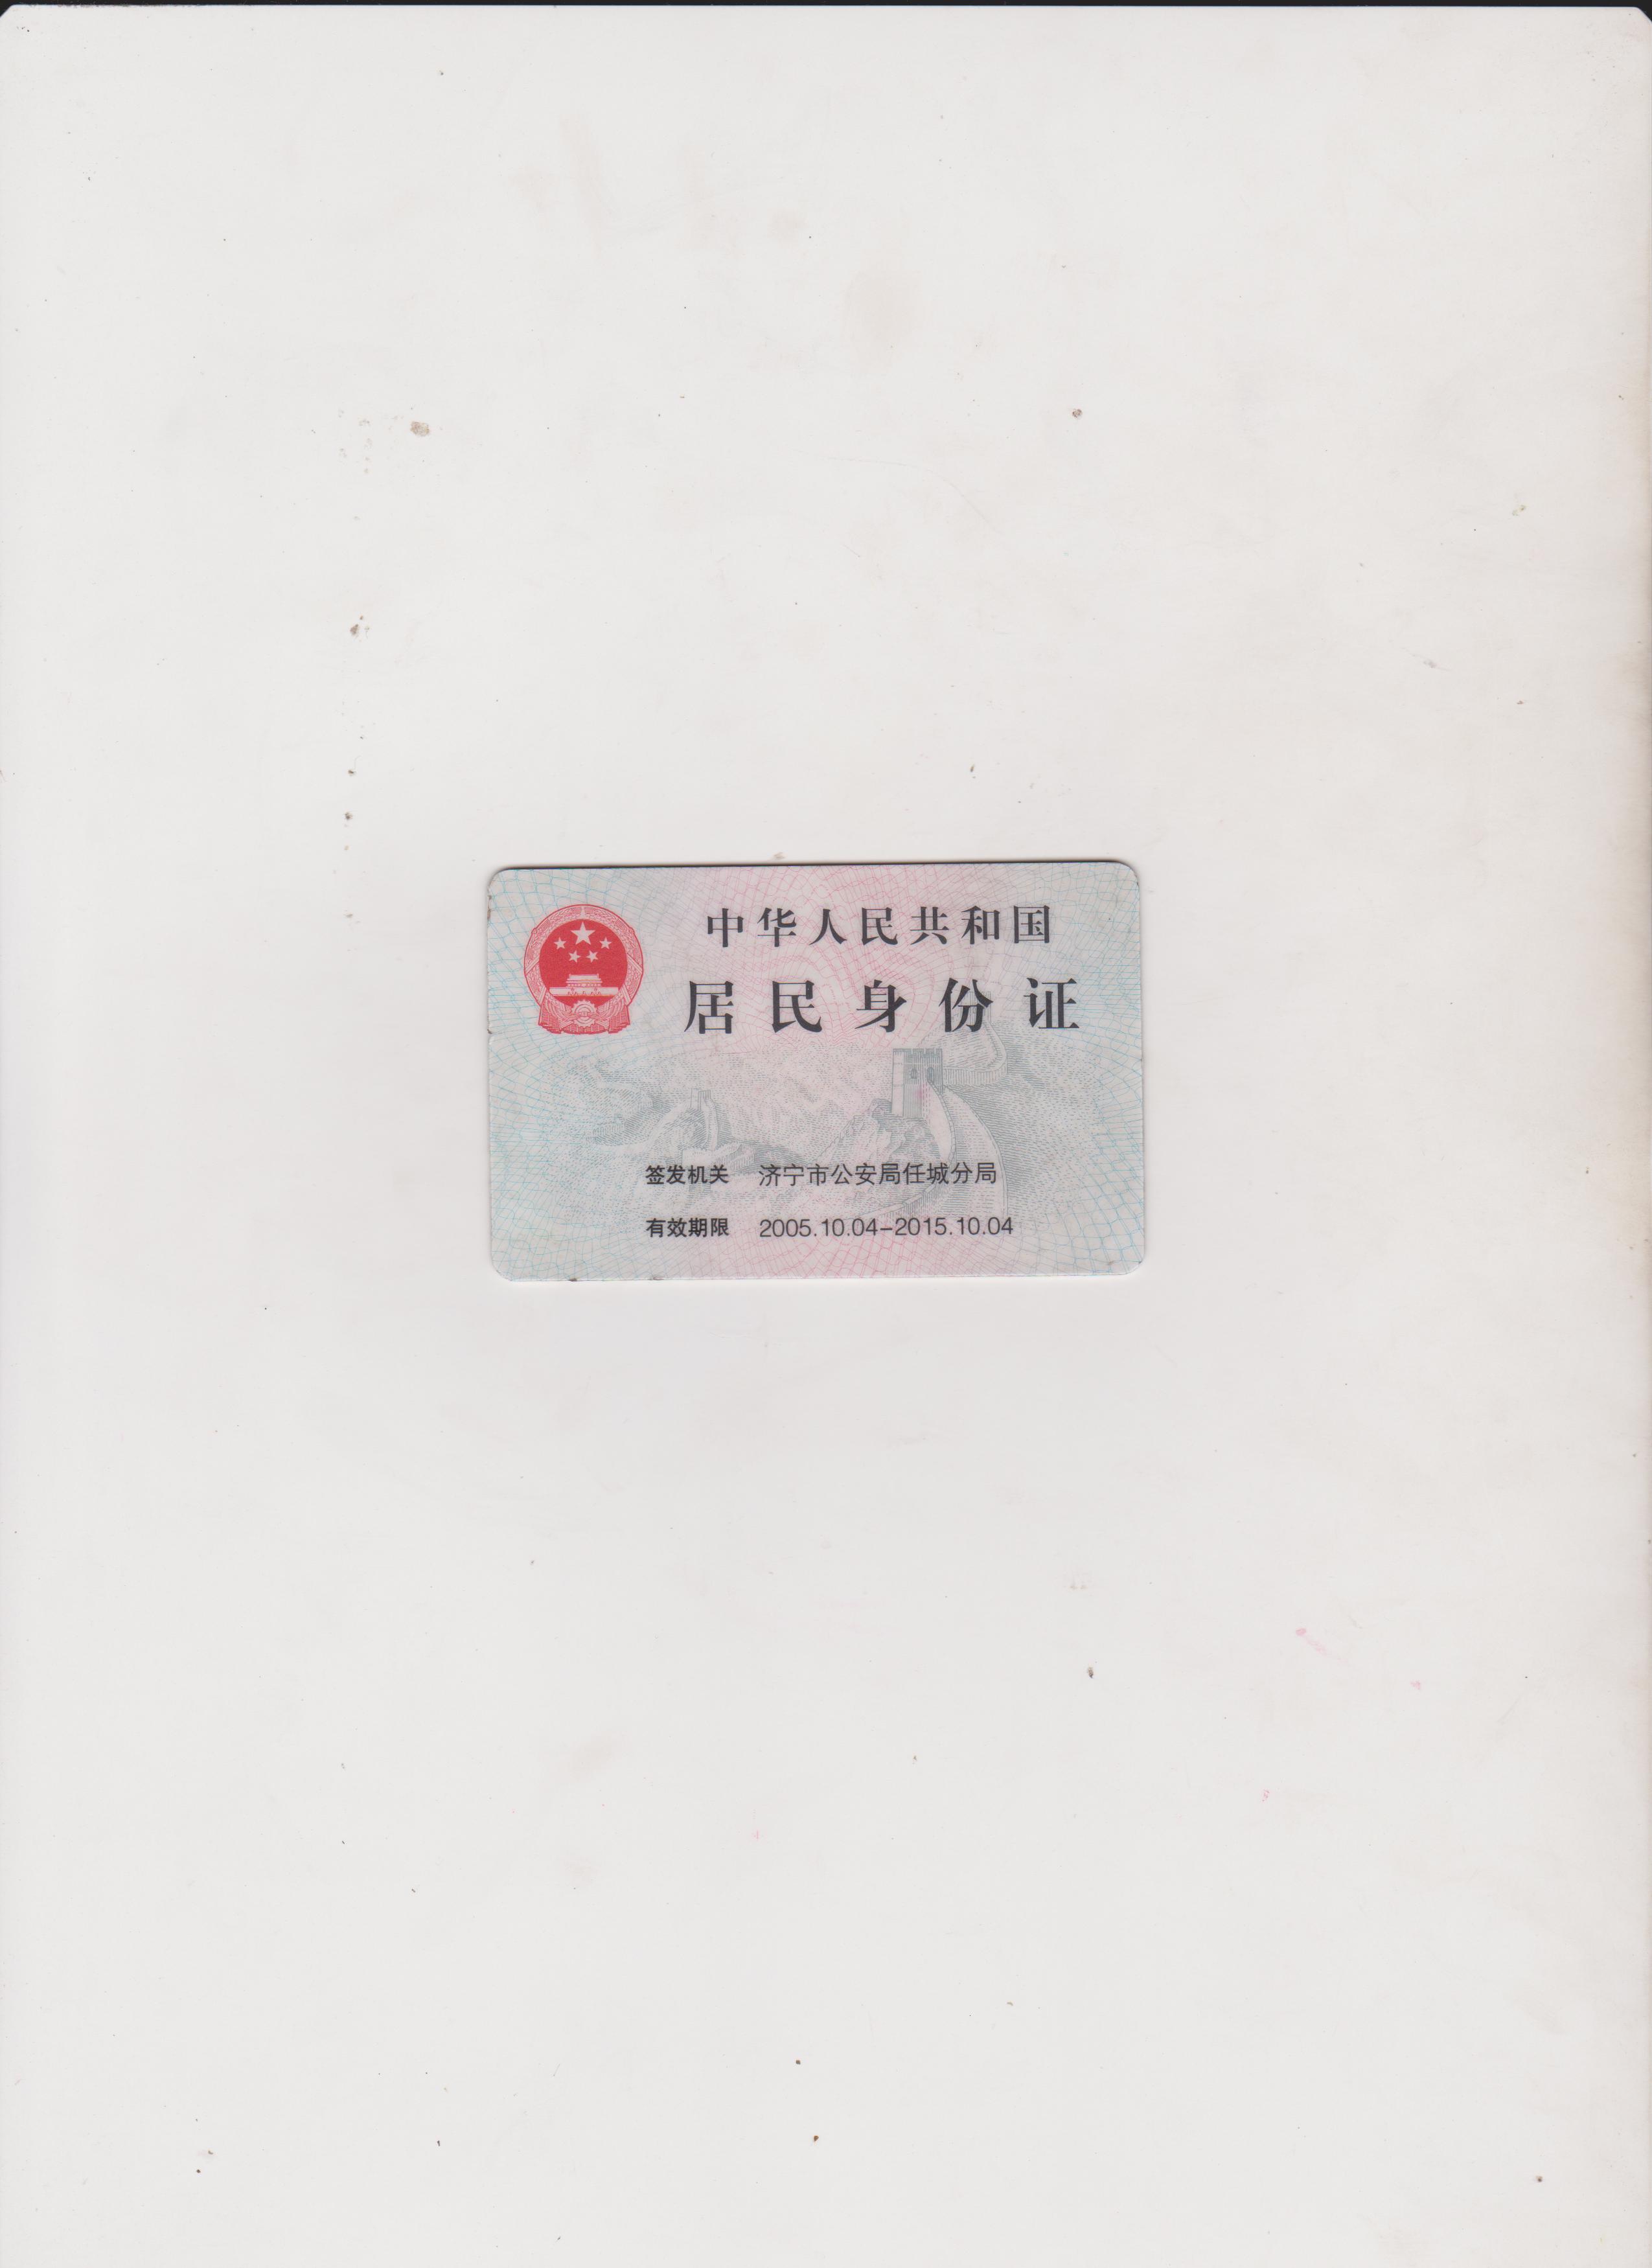 中华人民共和国
居民身份证
签发机关 济宁市公安局任城分局
有效期限 2005.10.04-2015.10.04